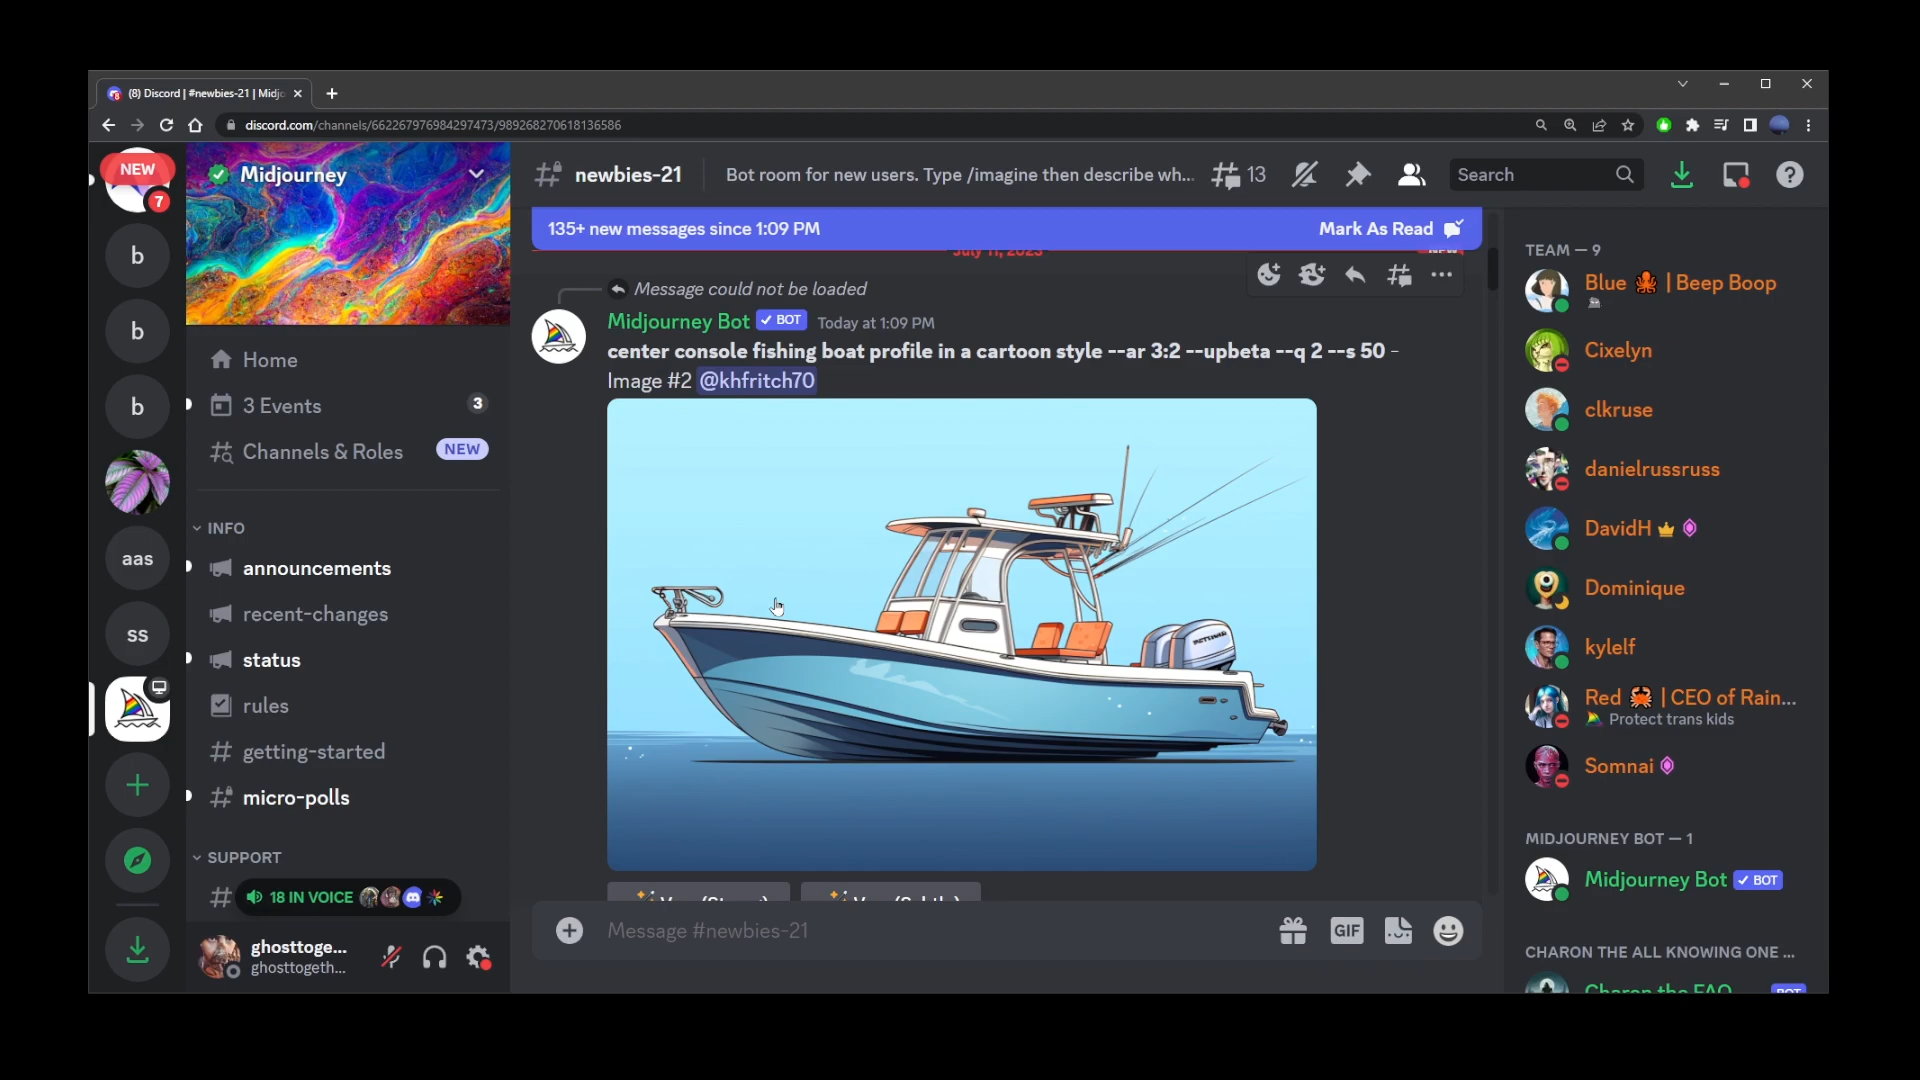 (8) Discord | #newbies-21 | Midjo
discord.com/channels/662267976984297473/989268270618136586
NEW
7
b
b
b
aas
ss
Midjourney
Home
3 Events
3
Channels & Roles
NEW
INFO
announcements
recent-changes
status
rules
getting-started
micro-polls
SUPPORT
18 IN VOICE
ghosttoge...
ghosttogeth...
newbies-21
Bot room for new users. Type /imagine then describe wh...
13
Search
135+ new messages since 1:09 PM
Mark As Read
July 11, 2023
NEW
Message could not be loaded
Midjourney Bot ✓ BOT Today at 1:09 PM
center console fishing boat profile in a cartoon style --ar 3:2 --upbeta --q 2 --s 50 -
Image #2 @khfritch70
Message #newbies-21
GIF
TEAM — 9
Blue 🐙 | Beep Boop
Cixelyn
clkruse
danielrussruss
DavidH
Dominique
kylelf
Red 🦀 | CEO of Rain...
Protect trans kids
Somnai
MIDJOURNEY BOT — 1
Midjourney Bot ✓ BOT
CHARON THE ALL KNOWING ONE ...
Charon the FAQ
BOT